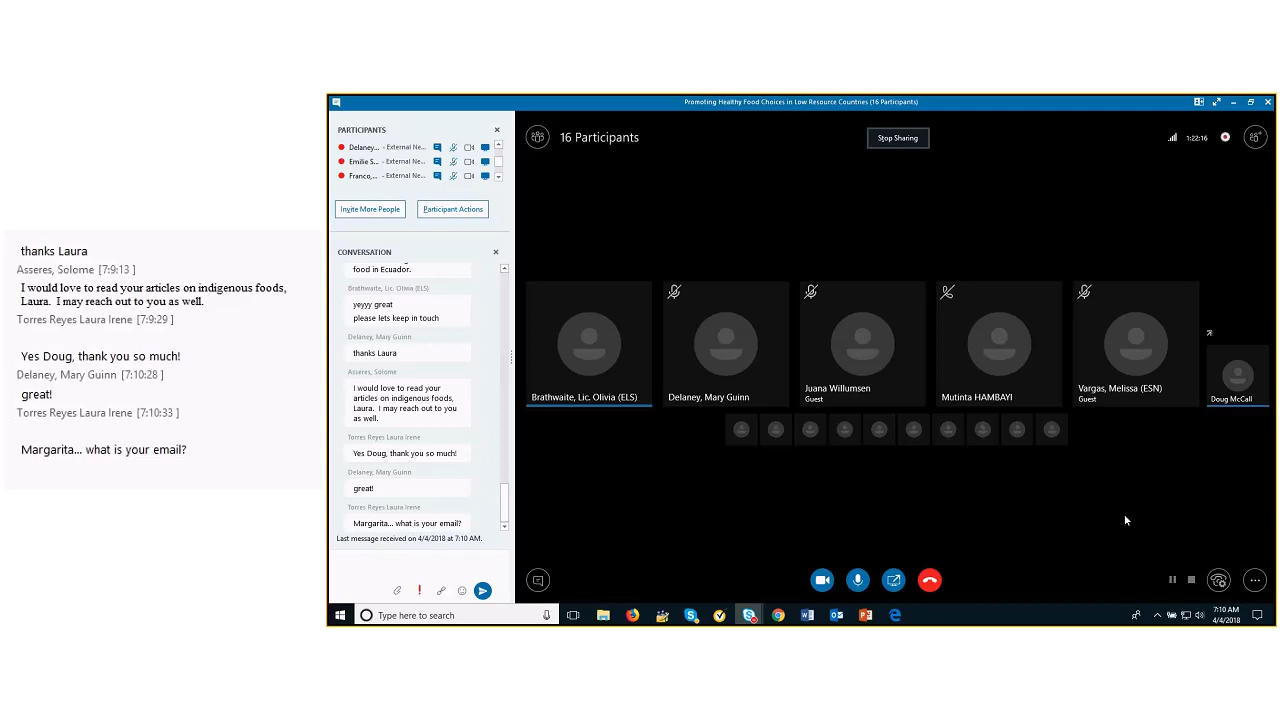 thanks Laura
Asseres, Solome [7:9:13 ]
I would love to read your articles on indigenous foods,
Laura. I may reach out to you as well.
Torres Reyes Laura Irene [7:9:29 ]
Yes Doug, thank you so much!
Delaney, Mary Guinn [7:10:28 ]
great!
Torres Reyes Laura Irene [7:10:33 ]
Margarita... what is your email?
Promoting Healthy Food Choices in Low Resource Countries (16 Participants)
PARTICIPANTS
Delaney... - External Ne...
Emilie S... - External Ne...
Franco,... - External Ne...
Invite More People
Participant Actions
CONVERSATION
food in Ecuador.
Brathwaite, Lic. Olivia (ELS)
yeyyy great
please lets keep in touch
Delaney, Mary Guinn
thanks Laura
Asseres, Solome
I would love to read your
articles on indigenous foods,
Laura. I may reach out to you
as well.
Torres Reyes Laura Irene
Yes Doug, thank you so much!
Delaney, Mary Guinn
great!
Torres Reyes Laura Irene
Margarita... what is your email?
Last message received on 4/4/2018 at 7:10 AM.
16 Participants
Stop Sharing
1:22:16
Brathwaite, Lic. Olivia (ELS)
Delaney, Mary Guinn
Juana Willumsen
Guest
Mutinta HAMBAYI
Vargas, Melissa (ESN)
Guest
Doug McCall
Type here to search
7:10 AM
4/4/2018